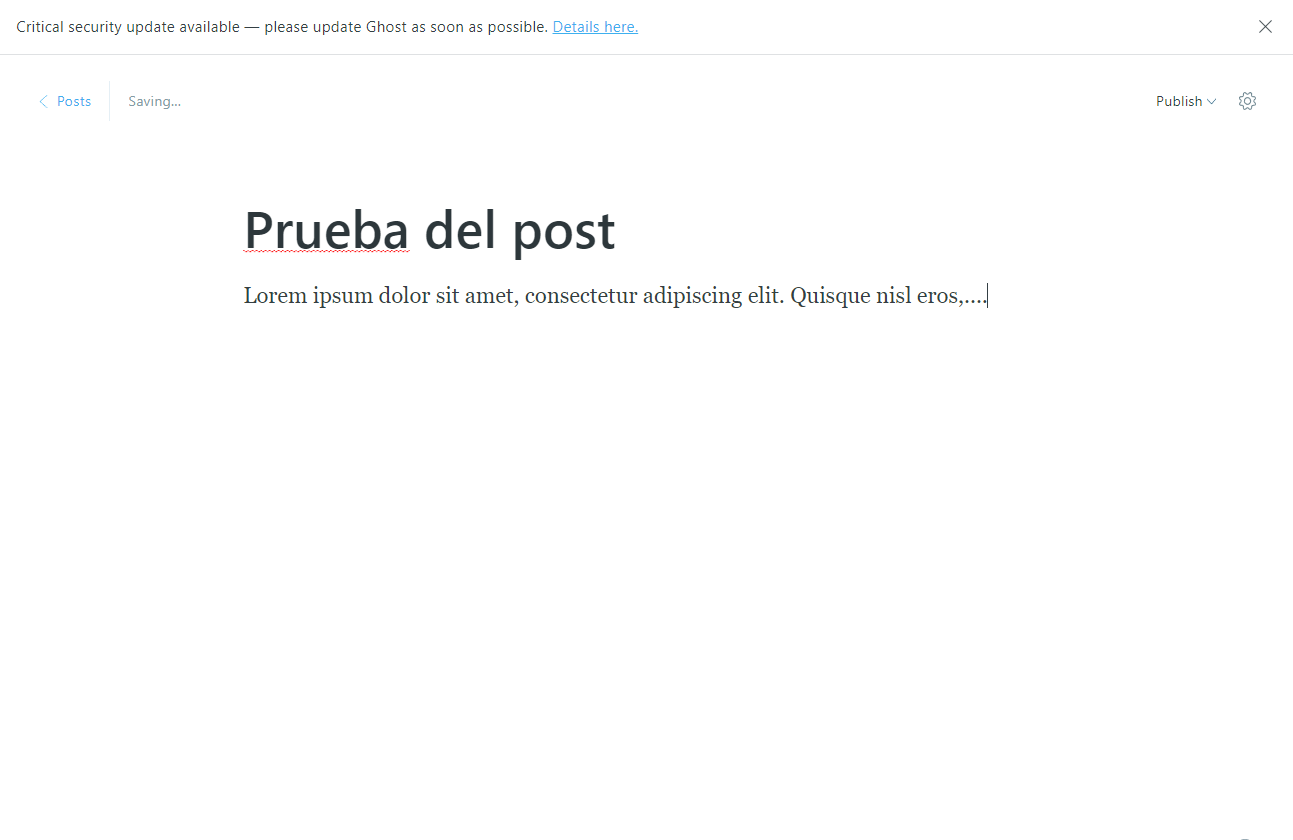 Critical security update available — please update Ghost as soon as possible. Details here.
Posts
Saving...
Publish
Prueba del post
Lorem ipsum dolor sit amet, consectetur adipiscing elit. Quisque nisl eros,....